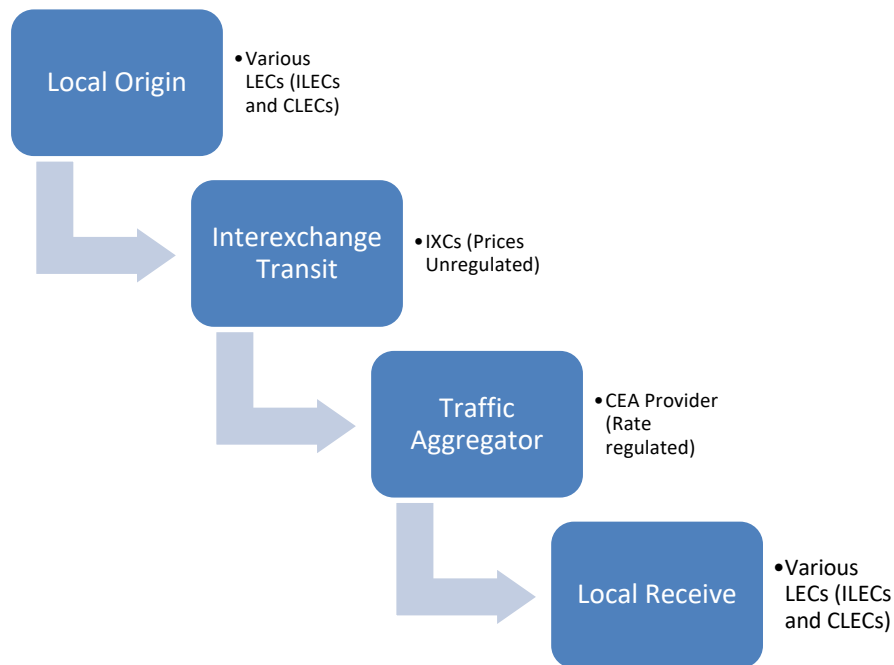 Local Origin
•Various
LECs (ILECs
and CLECs)
Interexchange
Transit
•IXCs (Prices
Unregulated)
Traffic
Aggregator
•CEA Provider
(Rate
regulated)
Local Receive
•Various
LECs (ILECs
and CLECs)